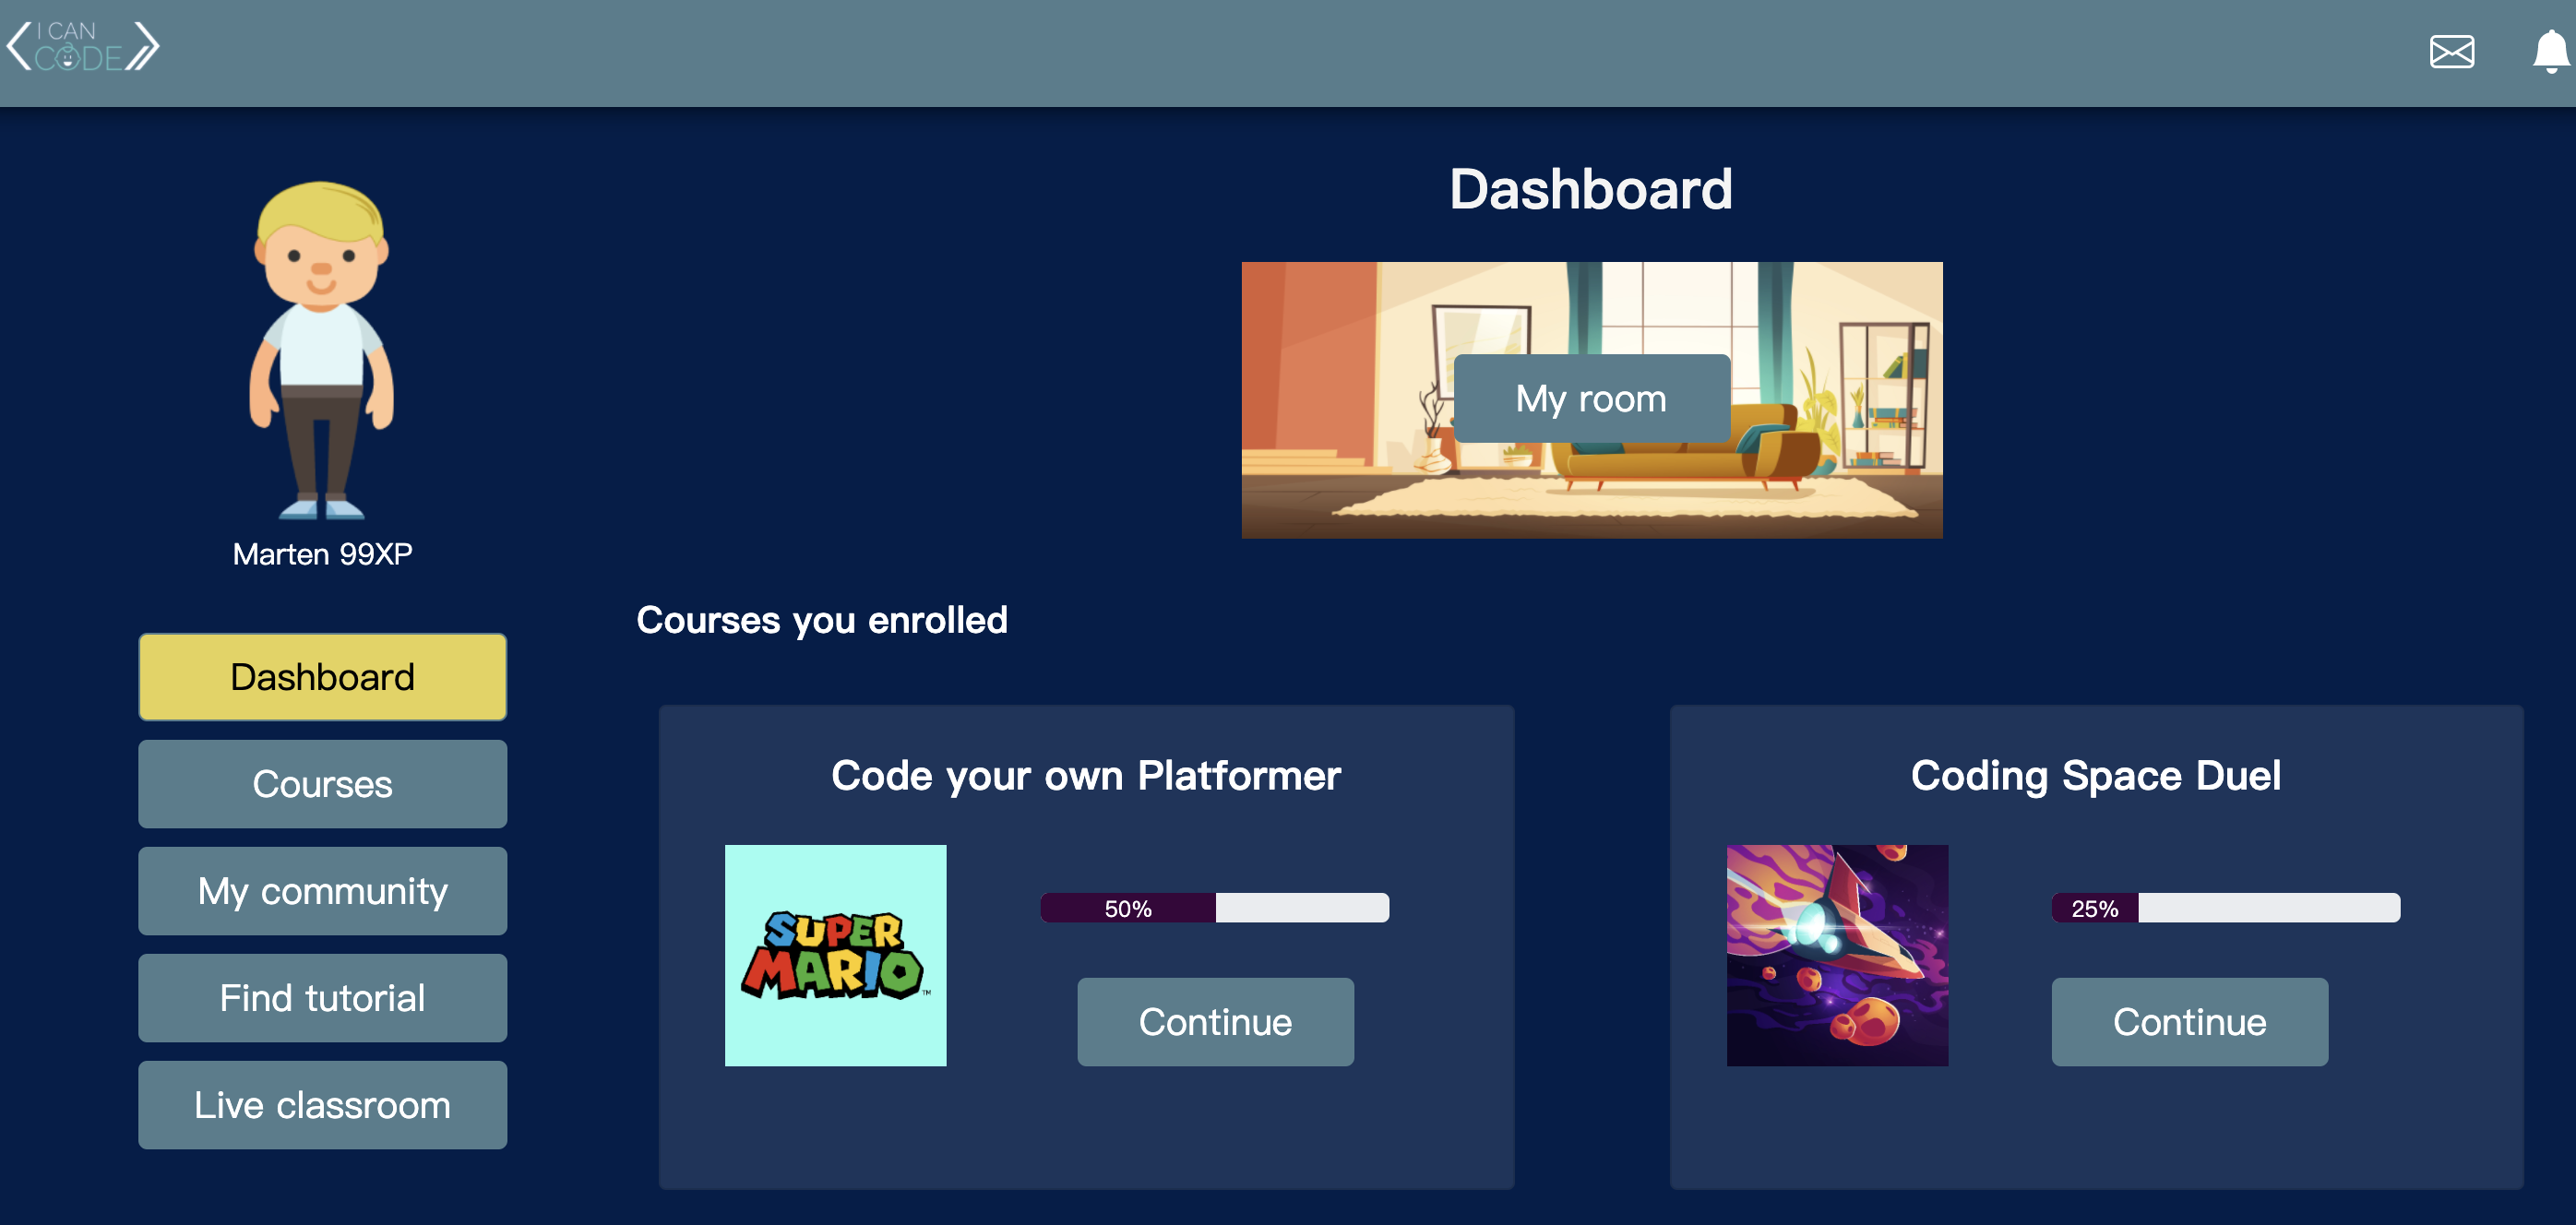 I CAN
CODE
Dashboard
My room
Marten 99XP
Dashboard
Courses
My community
Find tutorial
Live classroom
Courses you enrolled
Code your own Platformer
SUPER
MARIO™
50%
Continue
Coding Space Duel
25%
Continue